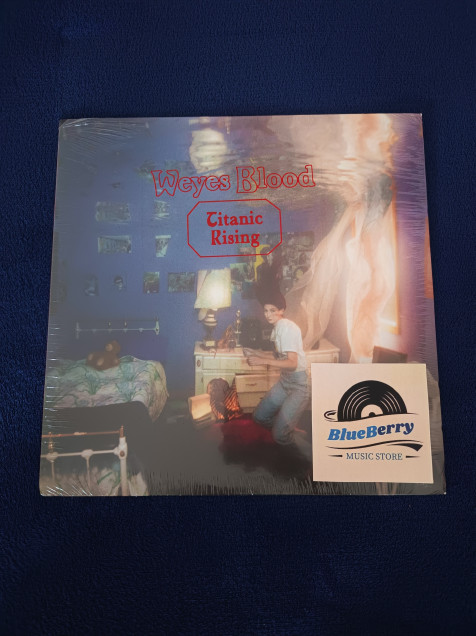 Weyes Blood
Titanic
Rising
BlueBerry
MUSIC STORE